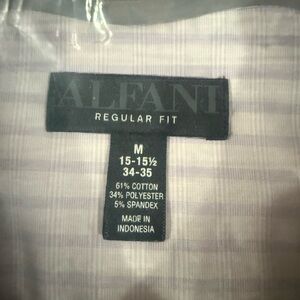 ALFANI
REGULAR FIT
M
15-15½
34-35
61% COTTON
34% POLYESTER
5% SPANDEX
MADE IN
INDONESIA